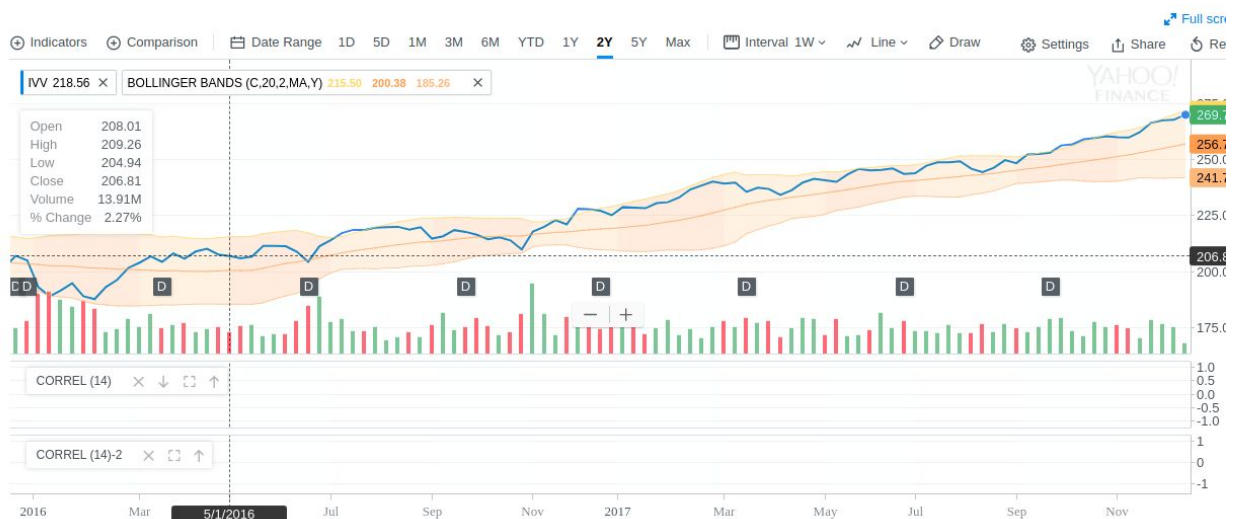 Full scre
Indicators Comparison Date Range 1D 5D 1M 3M 6M YTD 1Y 2Y 5Y Max Interval 1W Line Draw Settings Share Re
IVV 218.56 × BOLLINGER BANDS (C,20,2,MA,Y) 215.50 200.38 185.26 ×
YAHOO!
FINANCE
Open 208.01
High 209.26
Low 204.94
Close 206.81
Volume 13.91M
% Change 2.27%
269.7
256.7
250.0
241.7
225.0
206.8
200.0
D D D D D D D D D
175.0
CORREL (14)
1.0
0.5
0.0
-0.5
-1.0
CORREL (14)-2
1
0
-1
2016 Mar 5/1/2016 Jul Sep Nov 2017 Mar May Jul Sep Nov